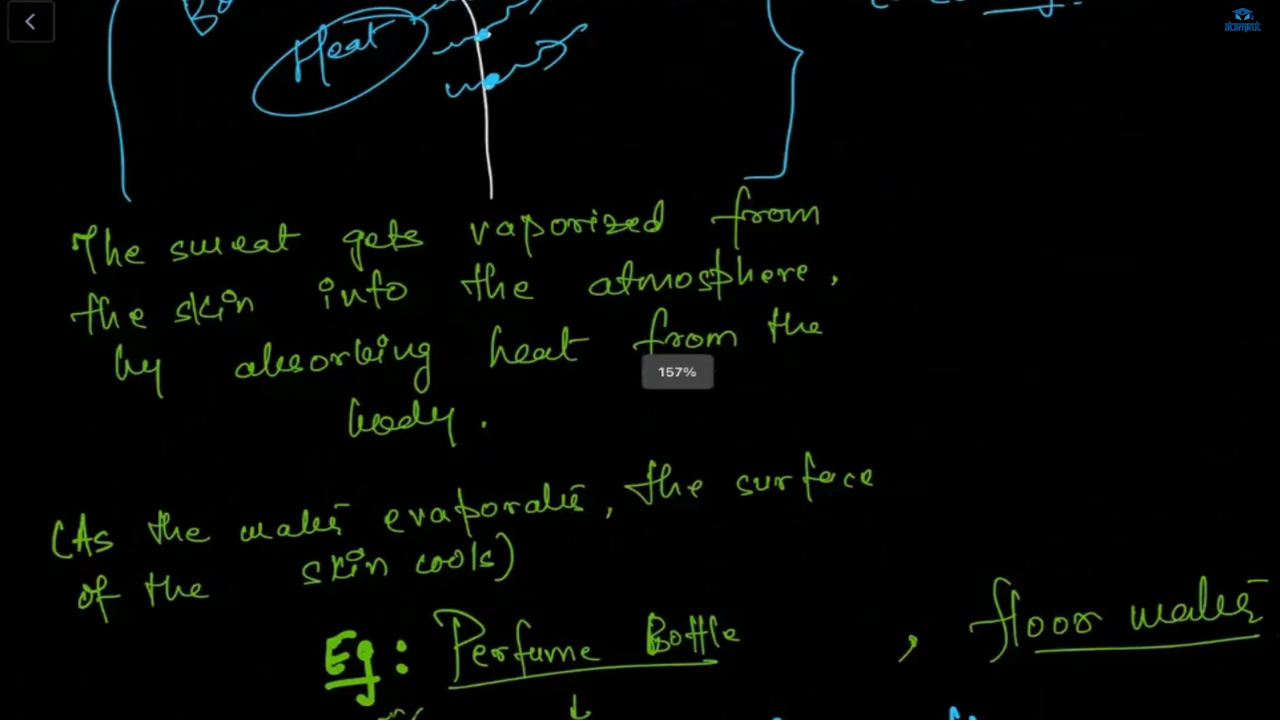 Heat
The sweat gets vaporized from
the skin into the atmosphere.
by absorbing heat from the
body.
157%
(As the water evaporates, the surface
of the skin cools)
Eg: Perfume Bottle , floor water
atamkul